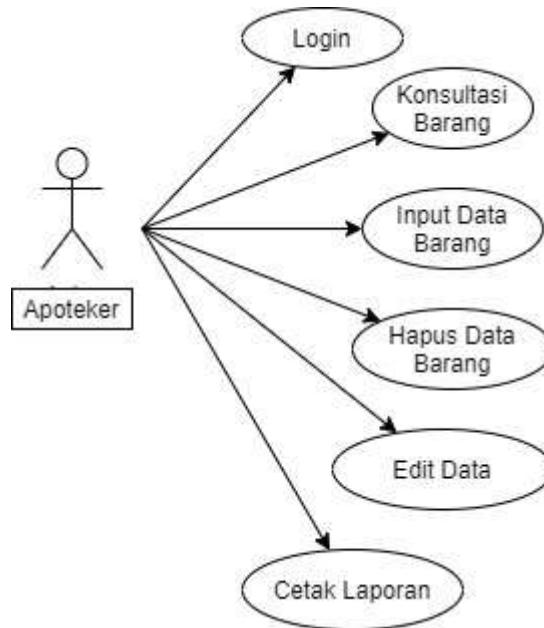 Login
Konsultasi
Barang
Input Data
Barang
Apoteker
Hapus Data
Barang
Edit Data
Cetak Laporan